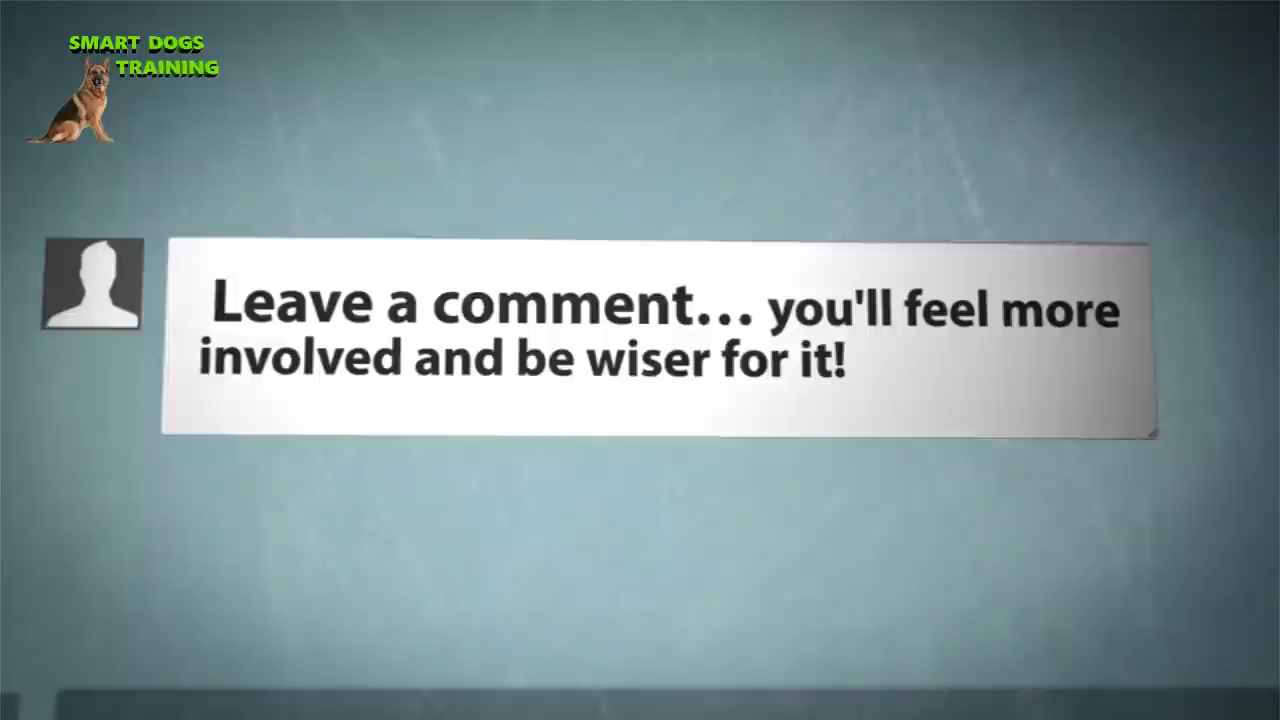 SMART DOGS
TRAINING
Leave a comment... you'll feel more
involved and be wiser for it!